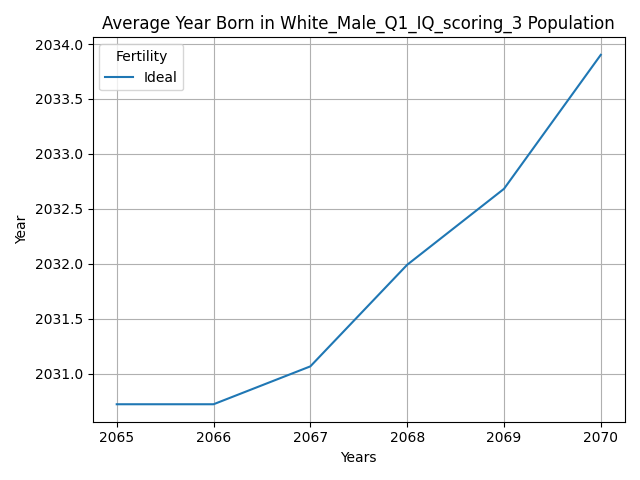 Average Year Born in White_Male_Q1_IQ_scoring_3 Population
Fertility
Ideal
2034.0
2033.5
2033.0
2032.5
2032.0
2031.5
2031.0
Year
2065 2066 2067 2068 2069 2070
Years